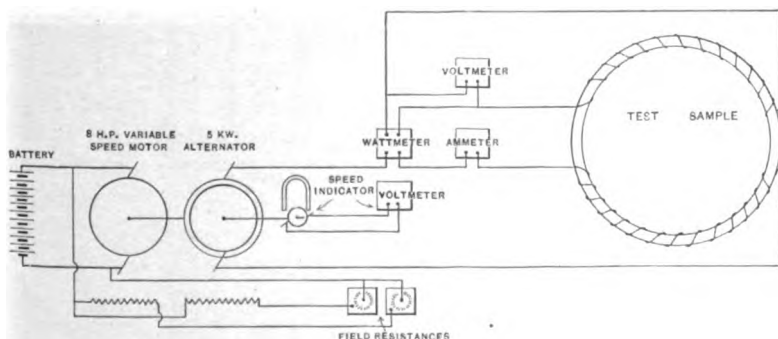 VOLTMETER
TEST SAMPLE
8 H.P. VARIABLE
SPEED MOTOR
5 KW.
ALTERNATOR
WATTMETER
AMMETER
BATTERY
SPEED
INDICATOR
VOLTMETER
FIELD RESISTANCES